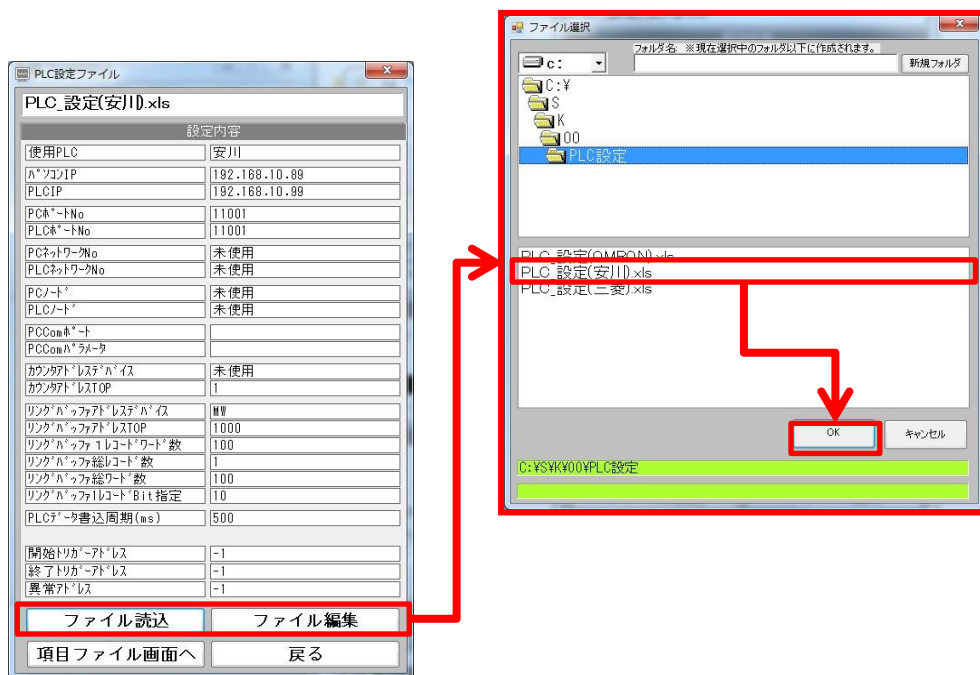 PLC設定ファイル
PLC_設定(安川).xls
設定内容
使用PLC 安川
ﾊﾟｿｺﾝIP 192.168.10.89
PLCIP 192.168.10.99
PCﾎﾟｰﾄNo 11001
PLCﾎﾟｰﾄNo 11001
PCﾈｯﾄﾜｰｸNo 未使用
PLCﾈｯﾄﾜｰｸNo 未使用
PCﾉｰﾄﾞ 未使用
PLCﾉｰﾄﾞ 未使用
PCComﾎﾟｰﾄ
PCComﾊﾟﾗﾒｰﾀ
ｶｳﾝﾀｱﾄﾞﾚｽﾃﾞﾊﾞｲｽ 未使用
ｶｳﾝﾀｱﾄﾞﾚｽTOP 1
ﾘﾝｸﾞﾊﾞｯﾌｧｱﾄﾞﾚｽﾃﾞﾊﾞｲｽ MW
ﾘﾝｸﾞﾊﾞｯﾌｧｱﾄﾞﾚｽTOP 1000
ﾘﾝｸﾞﾊﾞｯﾌｧ１ﾚｺｰﾄﾞﾜｰﾄﾞ数 100
ﾘﾝｸﾞﾊﾞｯﾌｧ総ﾚｺｰﾄﾞ数 1
ﾘﾝｸﾞﾊﾞｯﾌｧ総ﾜｰﾄﾞ数 100
ﾘﾝｸﾞﾊﾞｯﾌｧ1ﾚｺｰﾄﾞBit指定 10
PLCﾃﾞｰﾀ書込周期(ms) 500
開始ﾄﾘｶﾞｰｱﾄﾞﾚｽ -1
終了ﾄﾘｶﾞｰｱﾄﾞﾚｽ -1
異常ｱﾄﾞﾚｽ -1
ファイル読込 ファイル編集
項目ファイル画面へ 戻る
ファイル選択
フォルダ名 ※現在選択中のフォルダ以下に作成されます。
c: 新規フォルダ
C:¥
S
K
00
PLC設定
PLC_設定(OMRON).xls
PLC_設定(安川).xls
PLC_設定(三菱).xls
OK キャンセル
C:¥S¥K¥00¥PLC設定